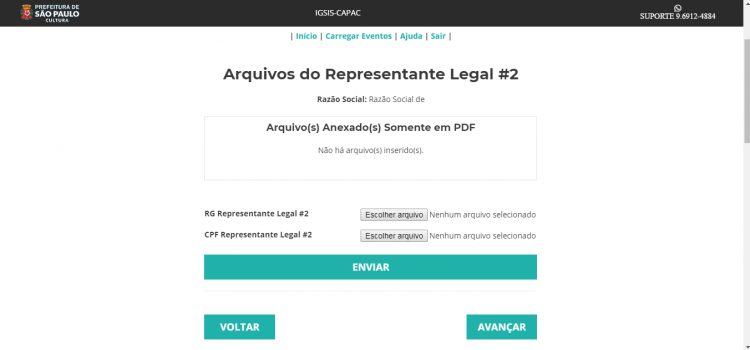 PREFEITURA DE
SÃO PAULO
CULTURA
IGSIS-CAPAC
SUPORTE 9.6912-4884
| Início | Carregar Eventos | Ajuda | Sair |
Arquivos do Representante Legal #2
Razão Social: Razão Social de
Arquivo(s) Anexado(s) Somente em PDF
Não há arquivo(s) inserido(s).
RG Representante Legal #2 Escolher arquivo Nenhum arquivo selecionado
CPF Representante Legal #2 Escolher arquivo Nenhum arquivo selecionado
ENVIAR
VOLTAR AVANÇAR